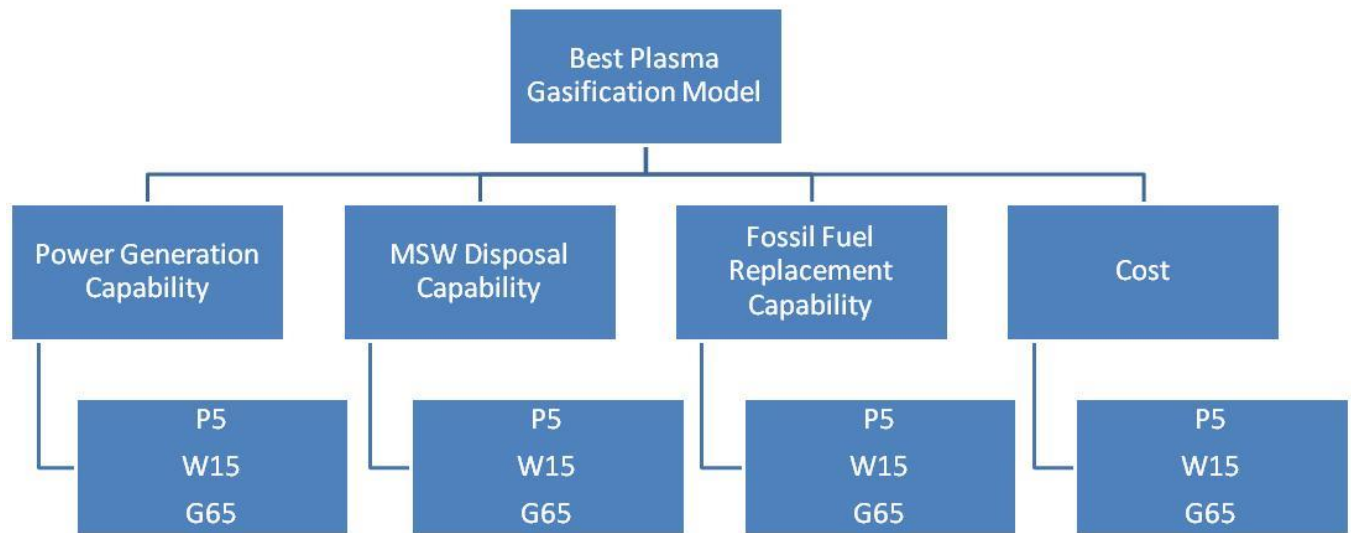 Best Plasma
Gasification Model
Power Generation
Capability
MSW Disposal
Capability
Fossil Fuel
Replacement
Capability
Cost
P5
W15
G65
P5
W15
G65
P5
W15
G65
P5
W15
G65